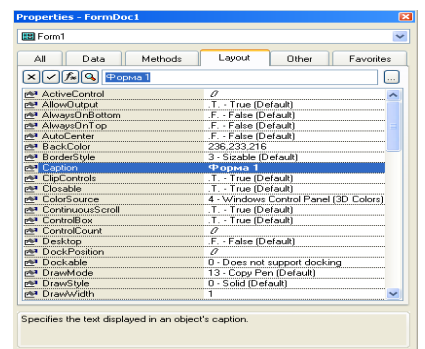 Properties - FormDoc1
Form1
All Data Methods Layout Other Favorites
Форма 1
...
ActiveControl 0
AllowOutput .T. - True (Default)
AlwaysOnBottom .F. - False (Default)
AlwaysOnTop .F. - False (Default)
AutoCenter .F. - False (Default)
BackColor 236,233,216
BorderStyle 3 - Sizable (Default)
Caption Форма 1
ClipControls .T. - True (Default)
Closable .T. - True (Default)
ColorSource 4 - Windows Control Panel (3D Colors)
ContinuousScroll .T. - True (Default)
ControlBox .T. - True (Default)
ControlCount 0
Desktop .F. - False (Default)
DockPosition 0
Dockable 0 - Does not support docking
DrawMode 13 - Copy Pen (Default)
DrawStyle 0 - Solid (Default)
DrawWidth 1
Specifies the text displayed in an object's caption.